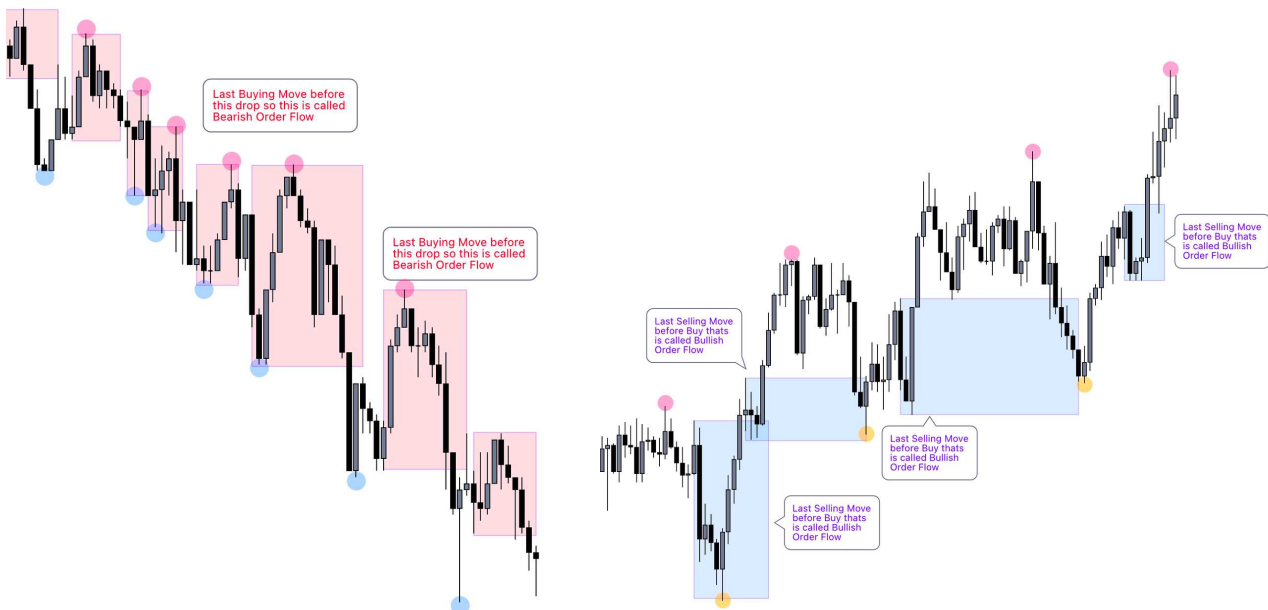 Last Buying Move before
this drop so this is called
Bearish Order Flow
Last Buying Move before
this drop so this is called
Bearish Order Flow
Last Selling Move
before Buy thats
is called Bullish
Order Flow
Last Selling Move
before Buy thats
is called Bullish
Order Flow
Last Selling Move
before Buy thats
is called Bullish
Order Flow
Last Selling Move
before Buy thats
is called Bullish
Order Flow